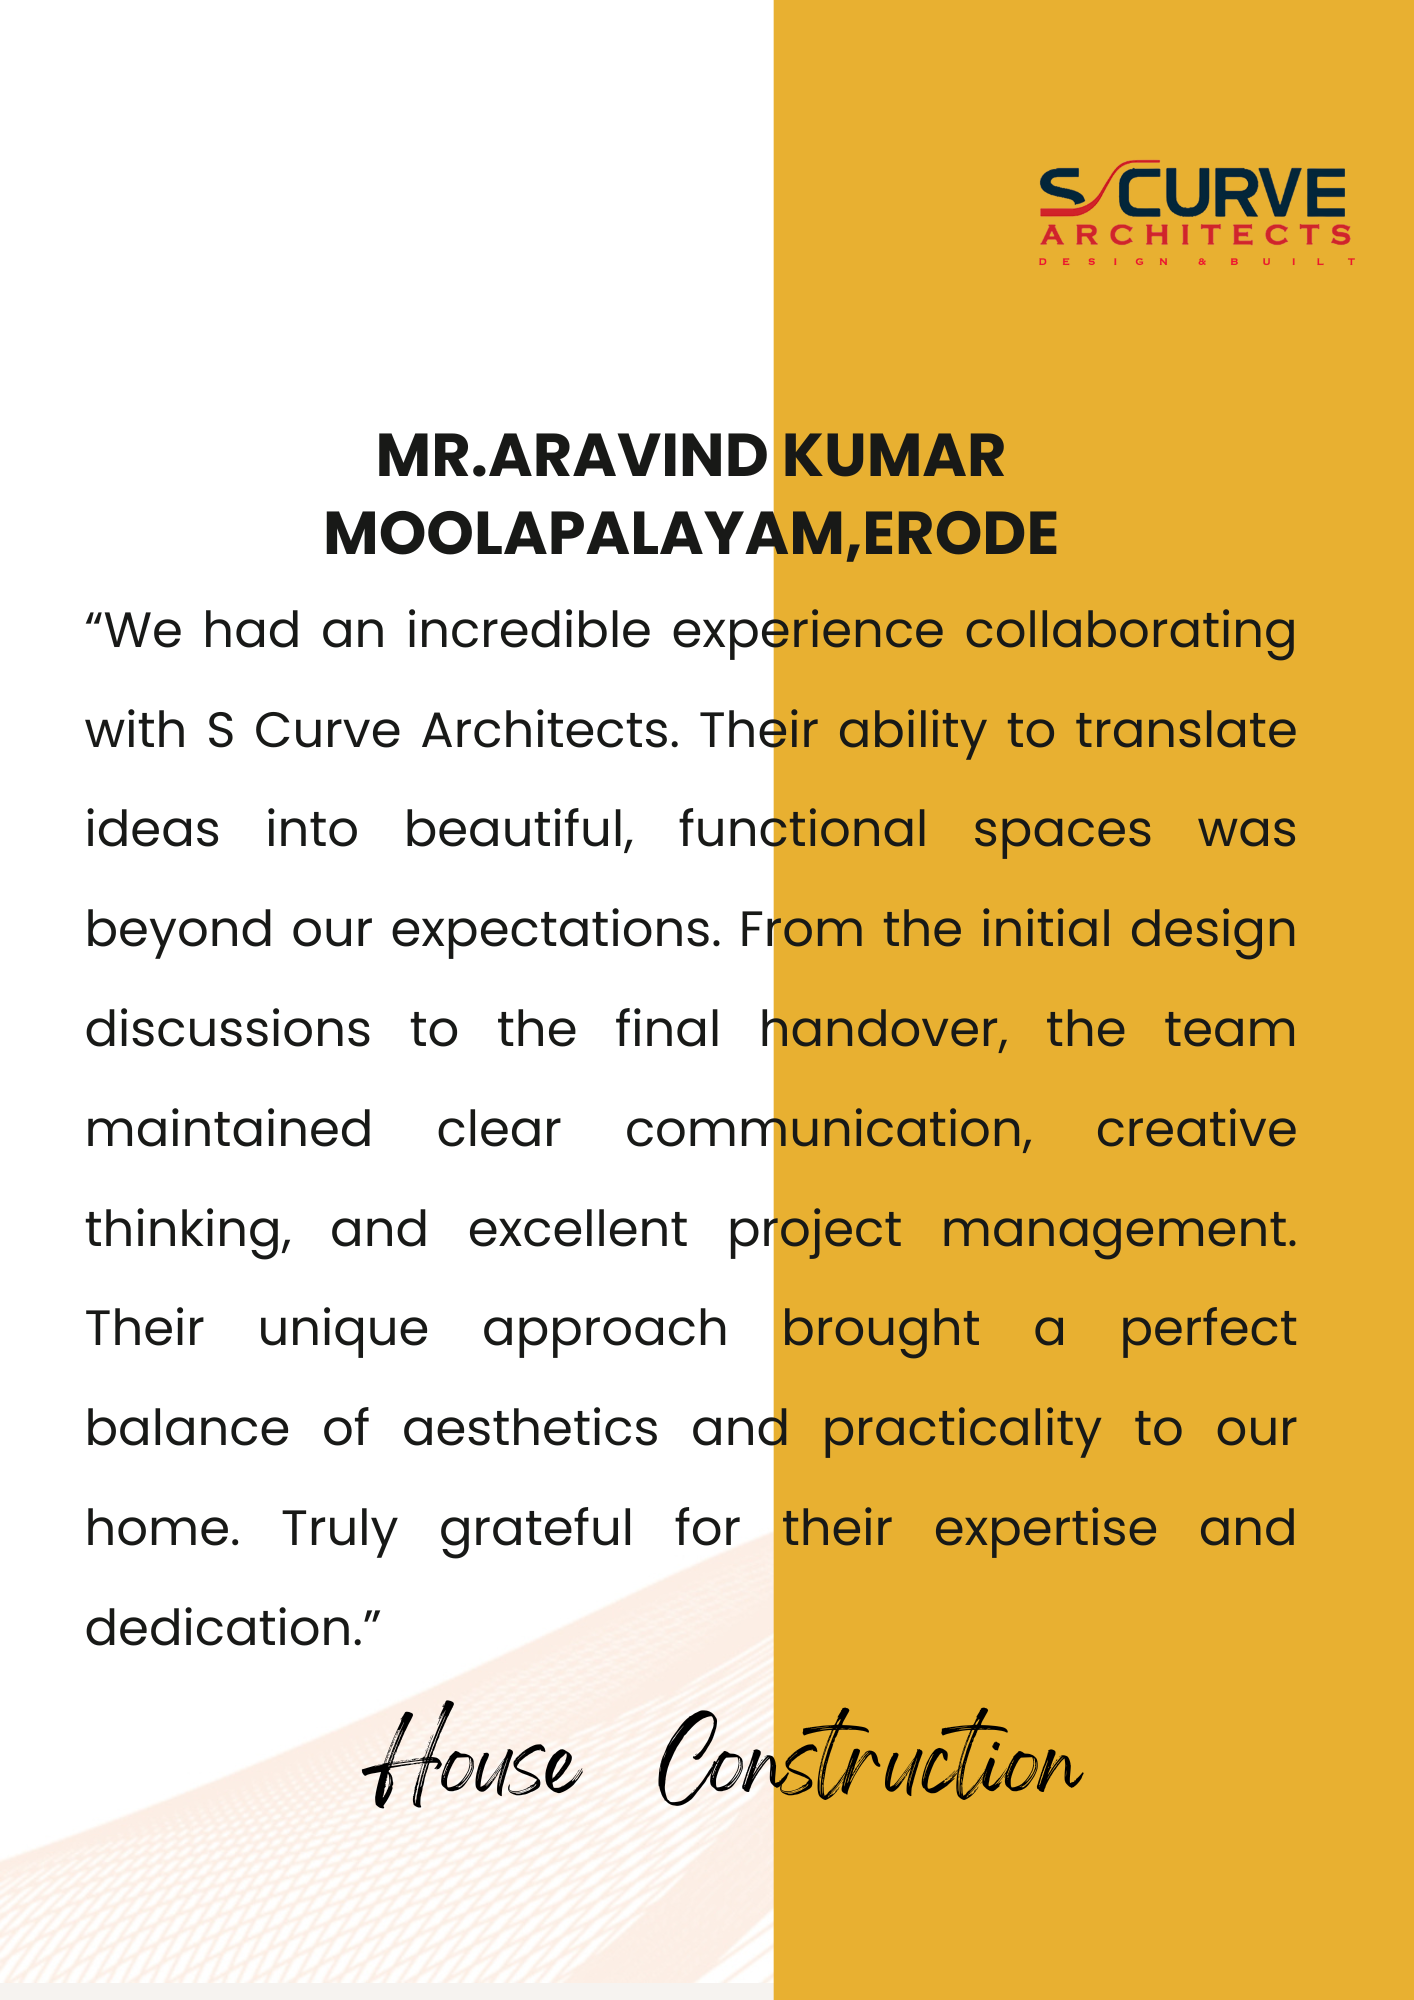 S CURVE
ARCHITECTS
DESIGN & BUILT
MR.ARAVIND KUMAR
MOOLAPALAYAM,ERODE
“We had an incredible experience collaborating
with S Curve Architects. Their ability to translate
ideas into beautiful, functional spaces was
beyond our expectations. From the initial design
discussions to the final handover, the team
maintained clear communication, creative
thinking, and excellent project management.
Their unique approach brought a perfect
balance of aesthetics and practicality to our
home. Truly grateful for their expertise and
dedication.”
House Construction